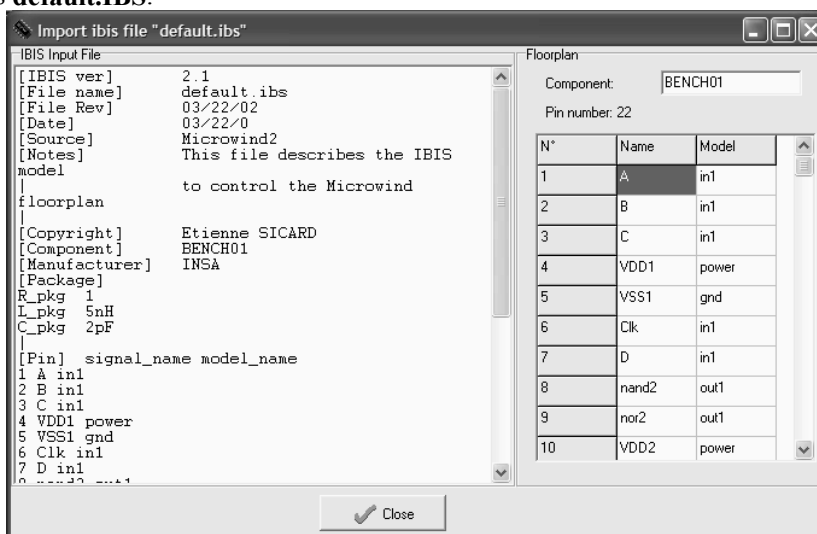 default.IBS.
Import ibis file "default.ibs"
IBIS Input File
[IBIS ver] 2.1
[File name] default.ibs
[File Rev] 03/22/02
[Date] 03/22/0
[Source] Microwind2
[Notes] This file describes the IBIS
model
| to control the Microwind
floorplan
|
[Copyright] Etienne SICARD
[Component] BENCH01
[Manufacturer] INSA
[Package]
R_pkg 1
L_pkg 5nH
C_pkg 2pF
|
[Pin] signal_name model_name
1 A in1
2 B in1
3 C in1
4 VDD1 power
5 VSS1 gnd
6 Clk in1
7 D in1
Floorplan
Component: BENCH01
Pin number: 22
N° Name Model
1 A in1
2 B in1
3 C in1
4 VDD1 power
5 VSS1 gnd
6 Clk in1
7 D in1
8 nand2 out1
9 nor2 out1
10 VDD2 power
Close